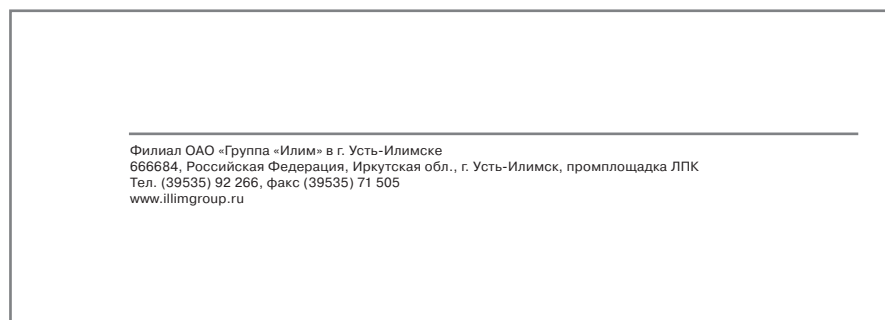 Филиал ОАО «Группа «Илим» в г. Усть-Илимске
666684, Российская Федерация, Иркутская обл., г. Усть-Илимск, промплощадка ЛПК
Тел. (39535) 92 266, факс (39535) 71 505
www.illimgroup.ru